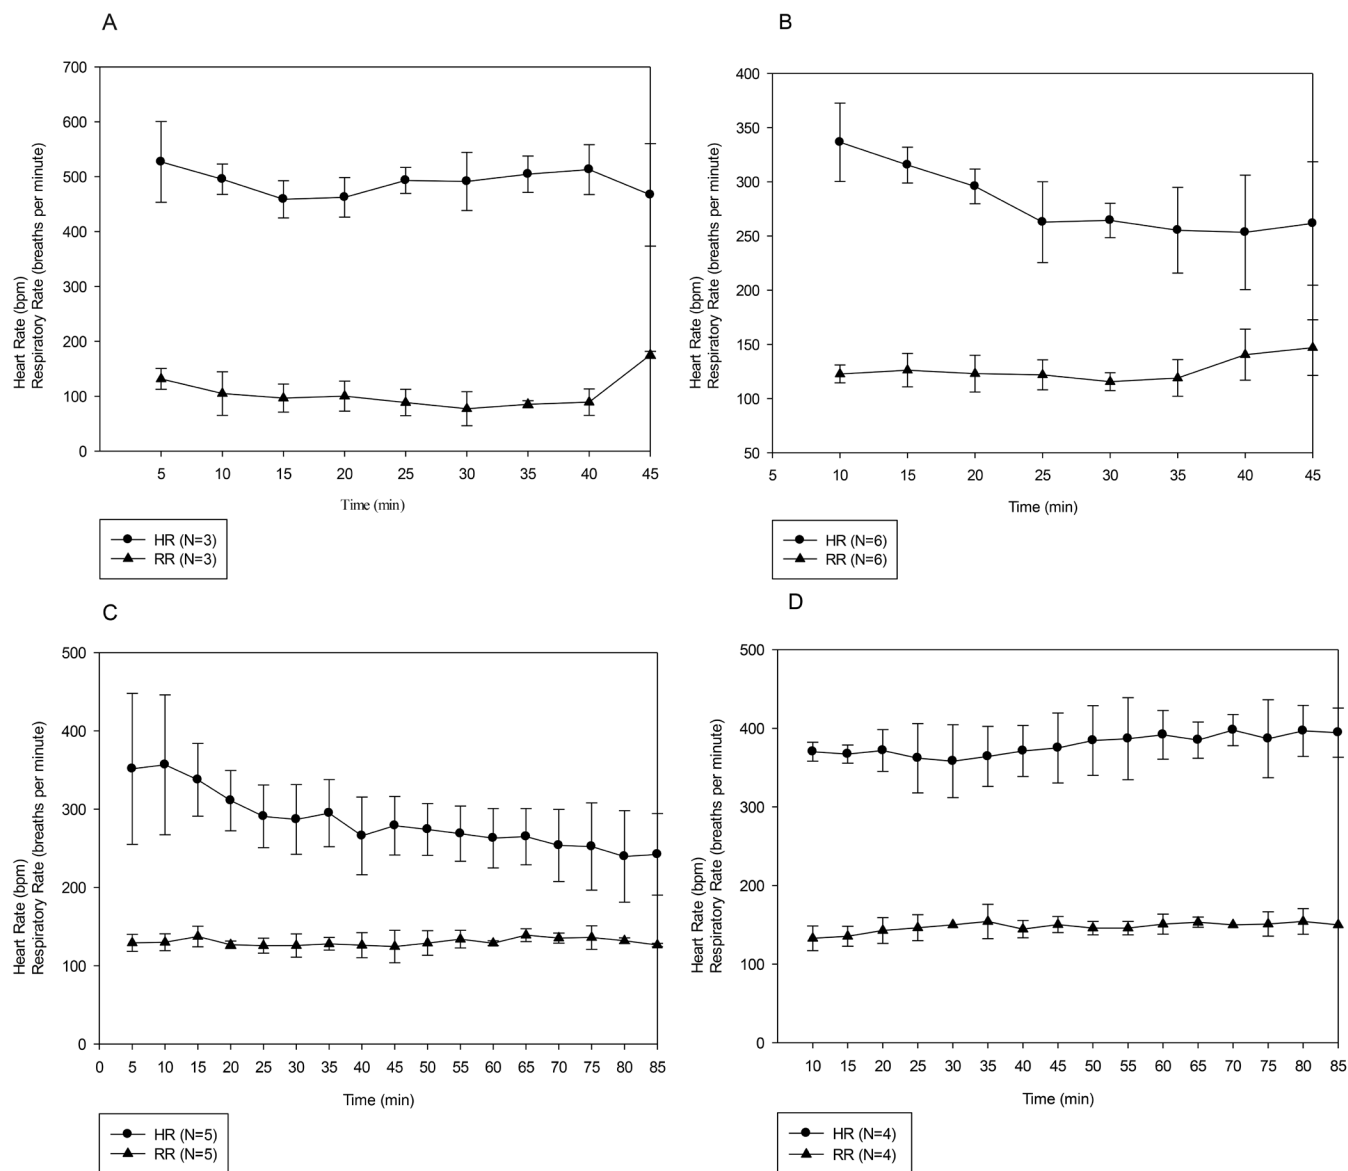 A
700
600
500
400
300
200
100
0
Heart Rate (bpm)
Respiratory Rate (breaths per minute)
5 10 15 20 25 30 35 40 45
Time (min)
HR (N=3)
RR (N=3)
B
400
350
300
250
200
150
100
50
Heart Rate (bpm)
Respiratory Rate (breaths per minute)
5 10 15 20 25 30 35 40 45
Time (min)
HR (N=6)
RR (N=6)
C
500
400
300
200
100
0
Heart Rate (bpm)
Respiratory Rate (breaths per minute)
0 5 10 15 20 25 30 35 40 45 50 55 60 65 70 75 80 85
Time (min)
HR (N=5)
RR (N=5)
D
500
400
300
200
100
0
Heart Rate (bpm)
Respiratory Rate (breaths per minute)
10 15 20 25 30 35 40 45 50 55 60 65 70 75 80 85
Time (min)
HR (N=4)
RR (N=4)